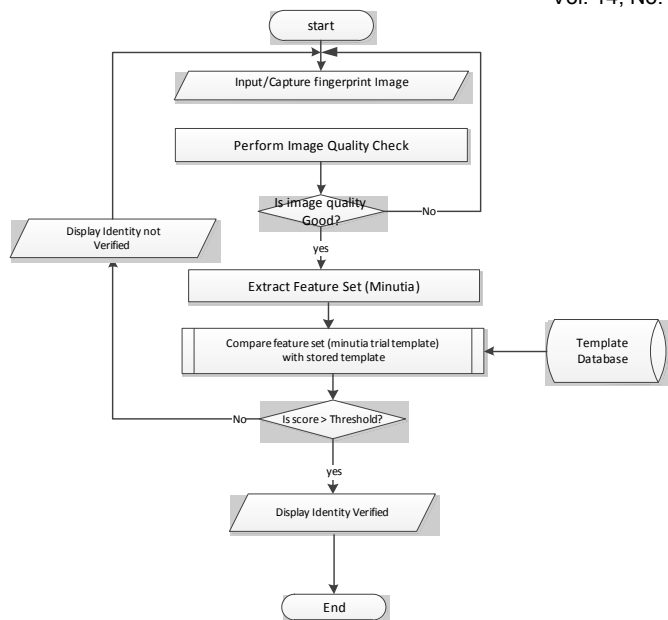 Vol. 14, No.
start
Input/Capture fingerprint Image
Perform Image Quality Check
Is image quality
Good?
No
yes
Display Identity not
Verified
Extract Feature Set (Minutia)
Compare feature set (minutia trial template)
with stored template
Template
Database
No
Is score > Threshold?
yes
Display Identity Verified
End